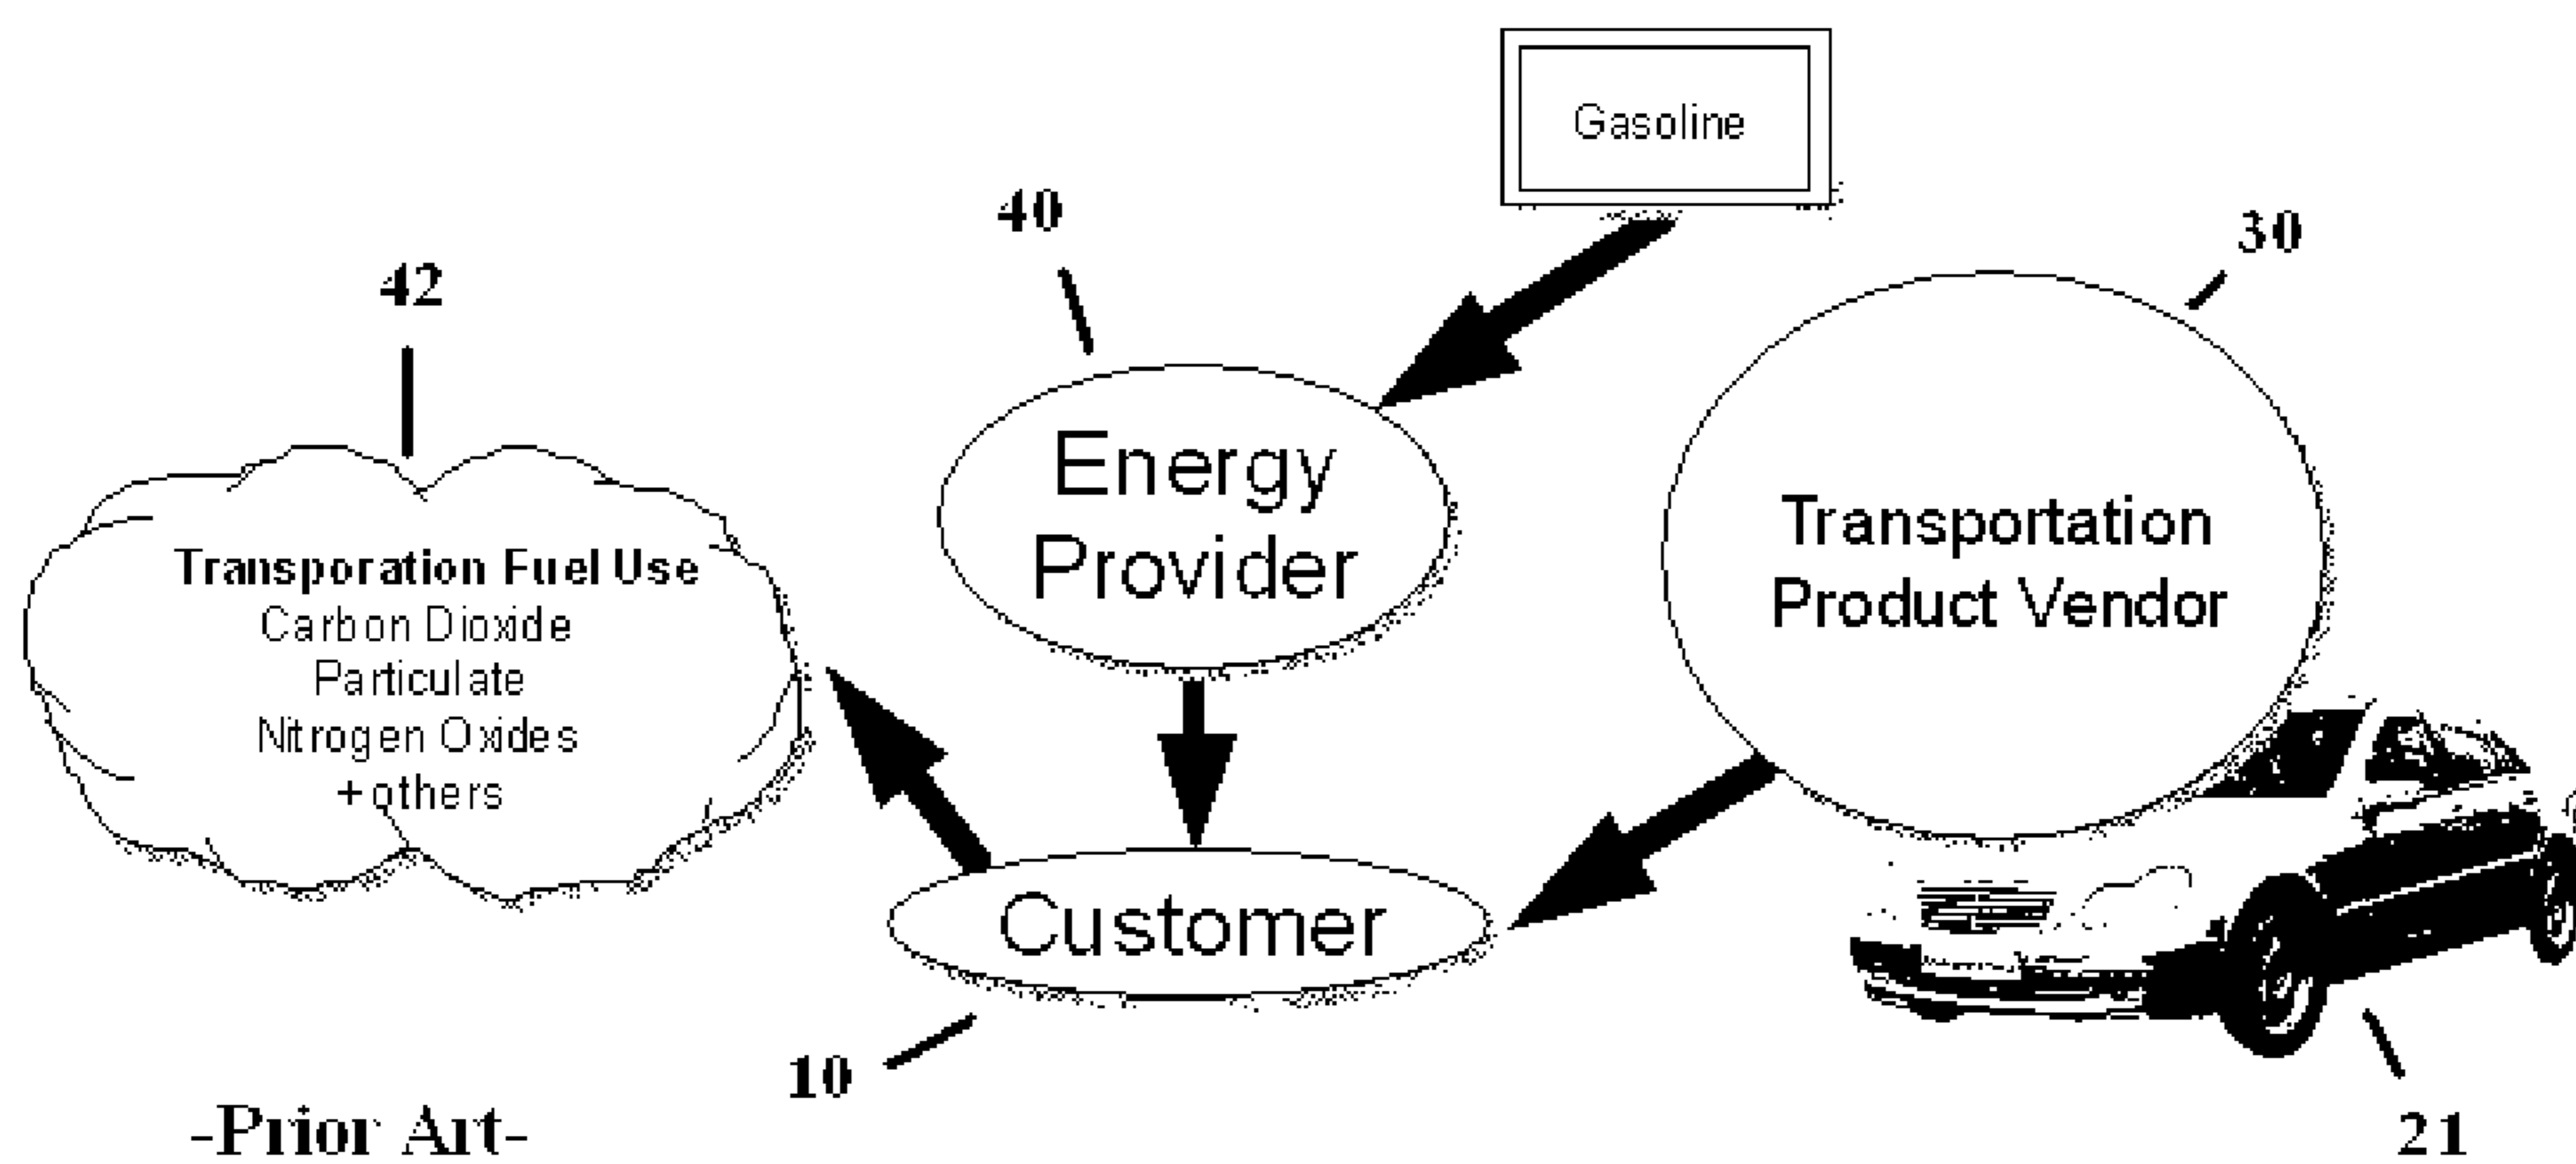 Gasoline
40
30
42
Energy
Provider
Transportation
Product Vendor
Transporation Fuel Use
Carbon Dioxide
Particulate
Nitrogen Oxides
+others
Customer
10
21
-Prior Art-